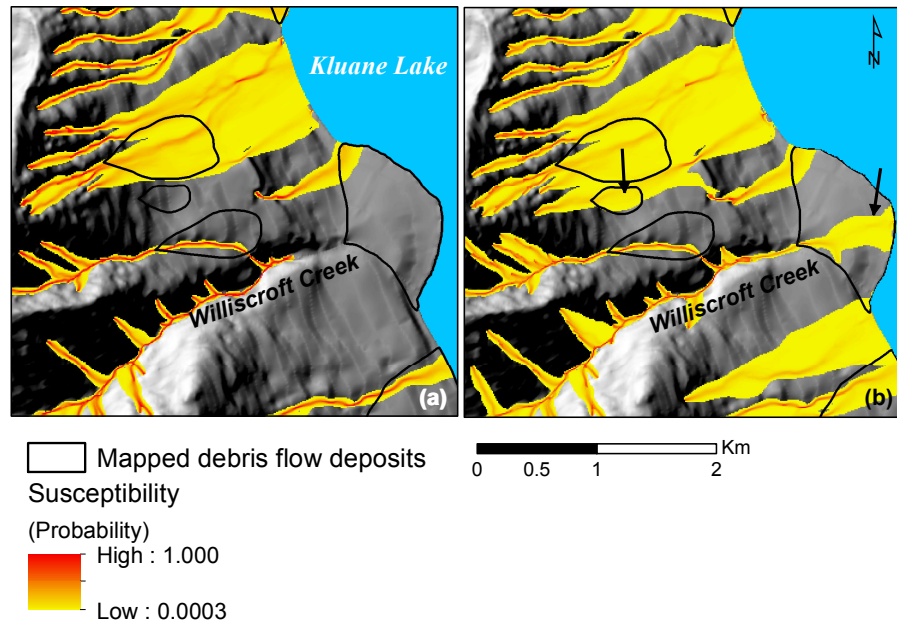 Kluane Lake
Williscroft Creek
(a)
N
Williscroft Creek
(b)
Mapped debris flow deposits
Susceptibility
(Probability)
High : 1.000
Low : 0.0003
Km
0 0.5 1 2